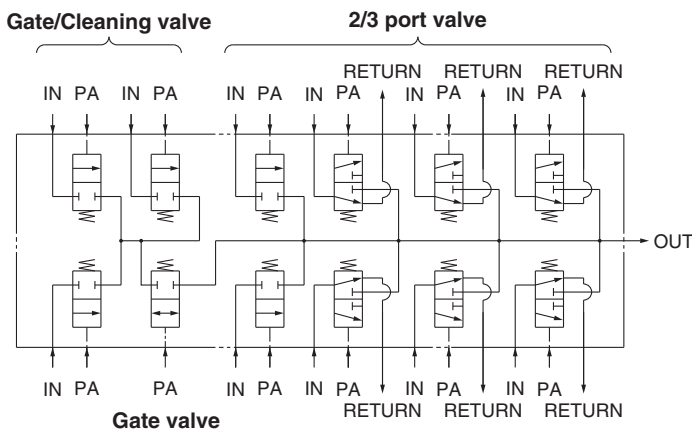 Gate/Cleaning valve 2/3 port valve
RETURN RETURN RETURN
IN PA IN PA IN PA IN PA IN PA IN PA
OUT
IN PA PA IN PA IN PA IN PA IN PA
RETURN RETURN RETURN
Gate valve